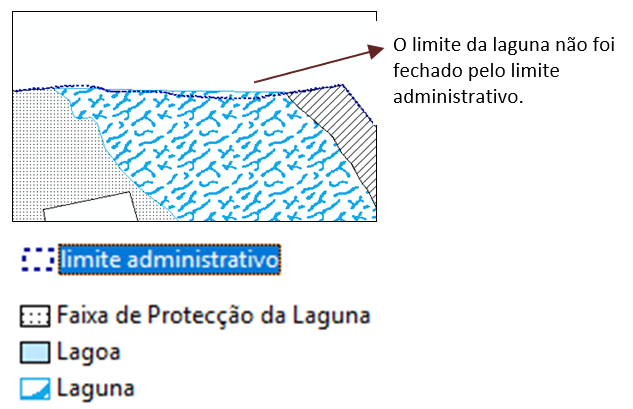 O limite da laguna não foi
fechado pelo limite
administrativo.
limite administrativo
Faixa de Protecção da Laguna
Lagoa
Laguna